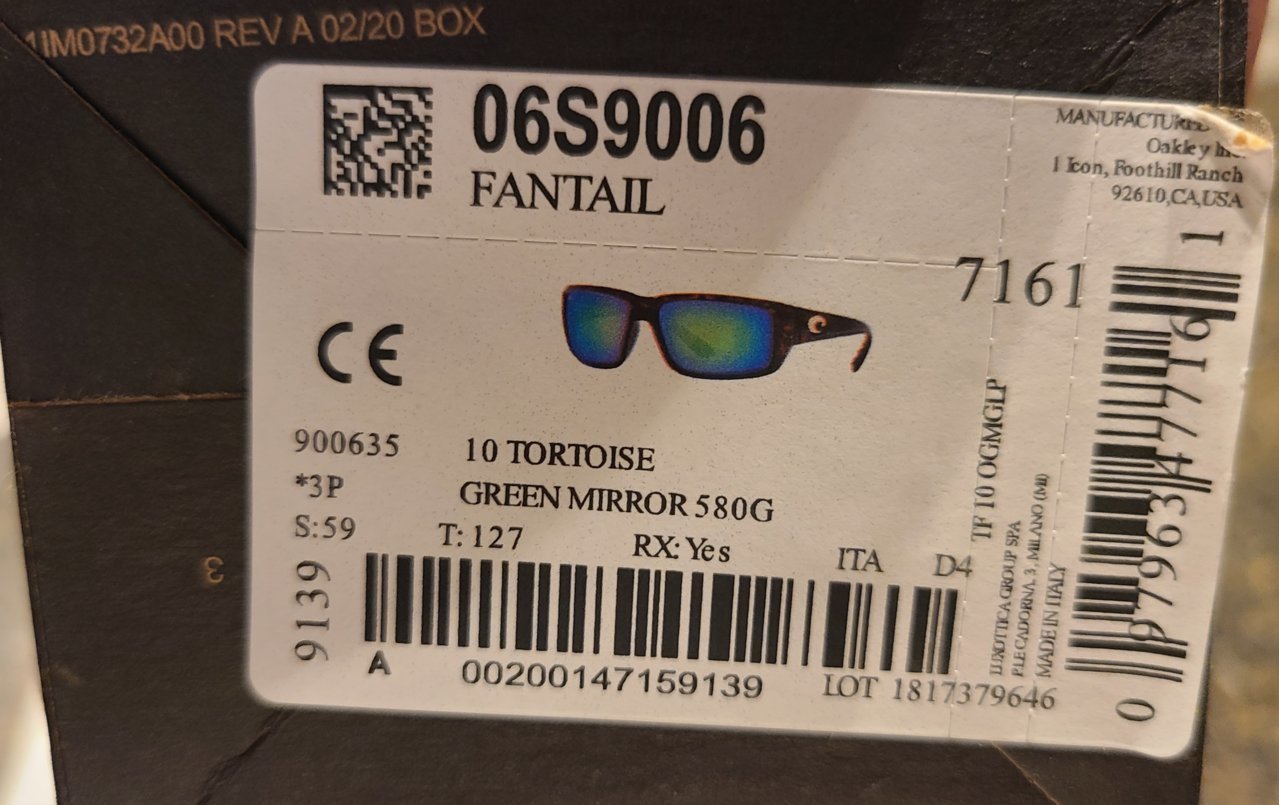 1IM0732A00 REV A 02/20 BOX
06S9006
FANTAIL
MANUFACTURED
Oakley Inc.
1 Icon, Foothill Ranch
92610,CA,USA
7161
CE
900635
10 TORTOISE
*3P
GREEN MIRROR 580G
S:59
T: 127
RX: Yes
ITA
D4
TF 10 OGMGLP
LUXOTTICA GROUP SPA
P.LE CADORNA, 3, MILANO (MI)
MADE IN ITALY
9139
A
00200147159139
LOT 1817379646
0 97963 47716 1
3